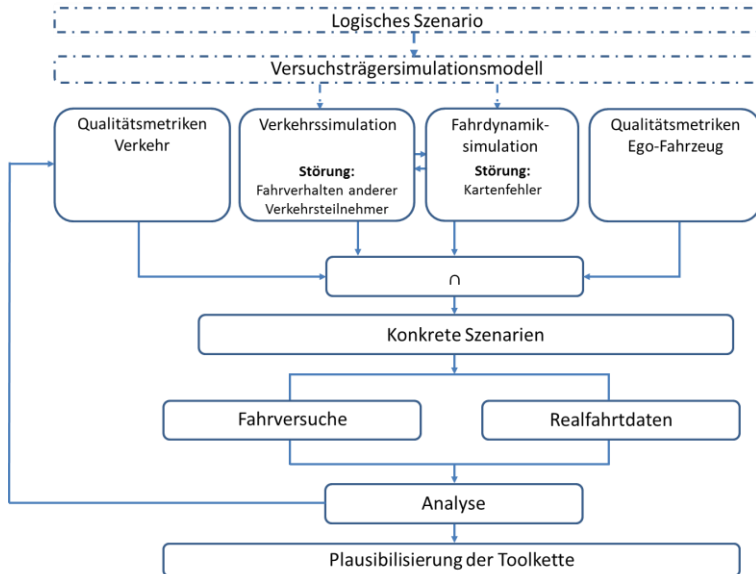 Logisches Szenario
Versuchsträgersimulationsmodell
Qualitätsmetriken
Verkehr
Verkehrssimulation
Störung:
Fahrverhalten anderer
Verkehrsteilnehmer
Fahrdynamik-
simulation
Störung:
Kartenfehler
Qualitätsmetriken
Ego-Fahrzeug
∩
Konkrete Szenarien
Fahrversuche
Realfahrtdaten
Analyse
Plausibilisierung der Toolkette